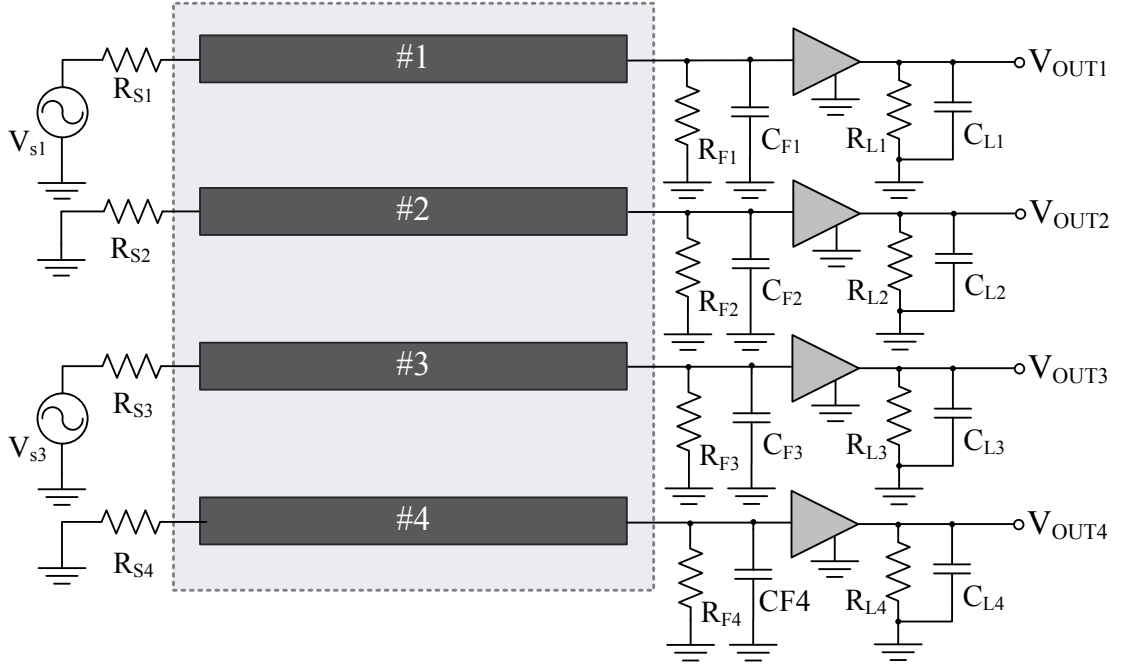 #1
R_S1
V_s1
R_F1
C_F1
R_L1
C_L1
V_OUT1
#2
R_S2
R_F2
C_F2
R_L2
C_L2
V_OUT2
#3
R_S3
V_s3
R_F3
C_F3
R_L3
C_L3
V_OUT3
#4
R_S4
R_F4
CF4
R_L4
C_L4
V_OUT4